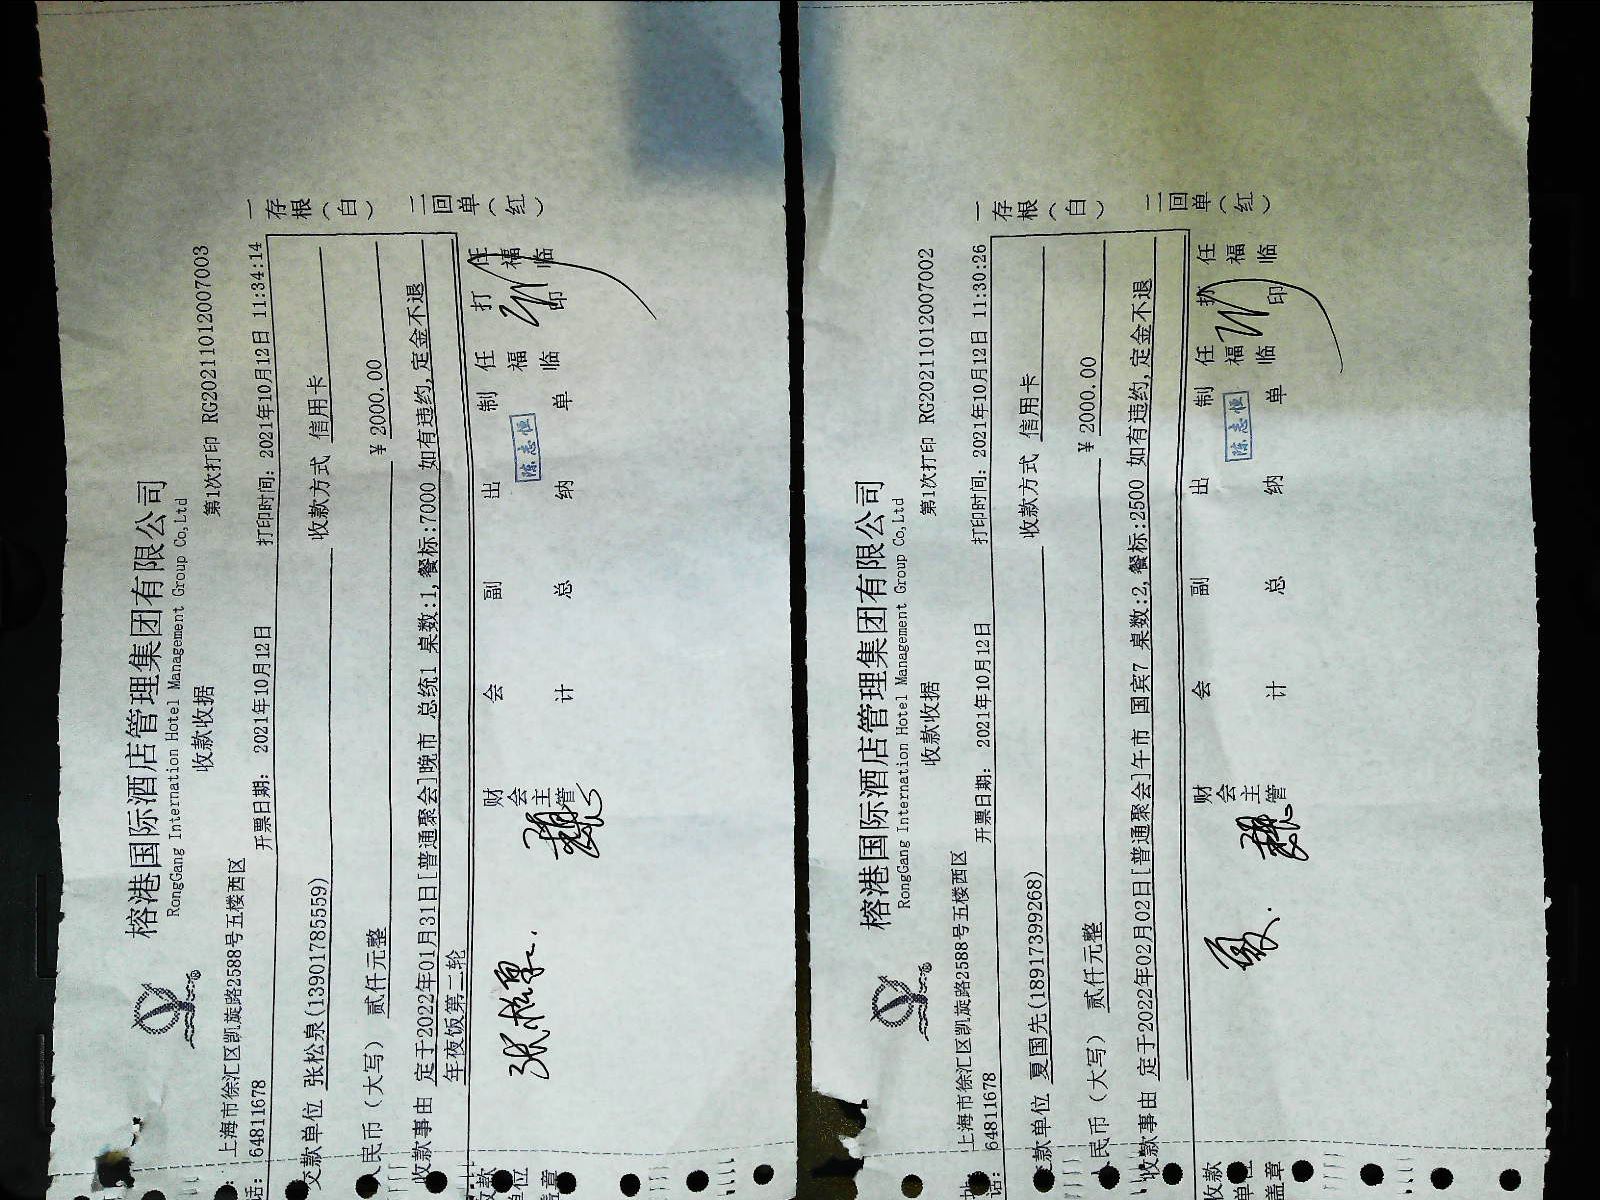 榕港国际酒店管理集团有限公司
RongGang Internation Hotel Management Group Co,Ltd
收款收据
第1次打印 RG20211012007003
上海市徐汇区凯旋路2588号五楼西区
话: 64811678
开票日期: 2021年10月12日
打印时间: 2021年10月12日 11:34:14
交款单位 张松泉(13901785559)
收款方式 信用卡
人民币(大写) 贰仟元整
¥ 2000.00
收款事由 定于2022年01月31日[普通聚会]晚市 总统1 桌数:1,餐标:7000 如有违约,定金不退
年夜饭第二轮
收款单位盖章
张松泉
财会主管
会计
副总
出纳
陈志恒
制单
任福临
打印
任福临
一存根(白)
二回单(红)
榕港国际酒店管理集团有限公司
RongGang Internation Hotel Management Group Co,Ltd
收款收据
第1次打印 RG20211012007002
地: 上海市徐汇区凯旋路2588号五楼西区
话: 64811678
开票日期: 2021年10月12日
打印时间: 2021年10月12日 11:30:26
交款单位 夏国先(18917399268)
收款方式 信用卡
人民币(大写) 贰仟元整
¥ 2000.00
收款事由 定于2022年02月02日[普通聚会]午市 国宾7 桌数:2,餐标:2500 如有违约,定金不退
收款单位盖章
财会主管
会计
副总
出纳
陈志恒
制单
任福临
打印
任福临
一存根(白)
二回单(红)